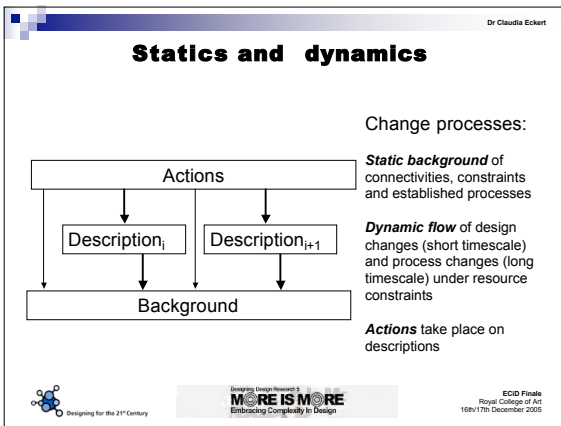 Dr Claudia Eckert
Statics and dynamics
Change processes:
Static background of
connectivities, constraints
and established processes
Dynamic flow of design
changes (short timescale)
and process changes (long
timescale) under resource
constraints
Actions take place on
descriptions
Actions
Descriptionᵢ
Descriptionᵢ₊₁
Background
Designing for the 21st Century
Designing Design Research 5
MORE IS MORE
Embracing Complexity In Design
ECiD Finale
Royal College of Art
16th/17th December 2005